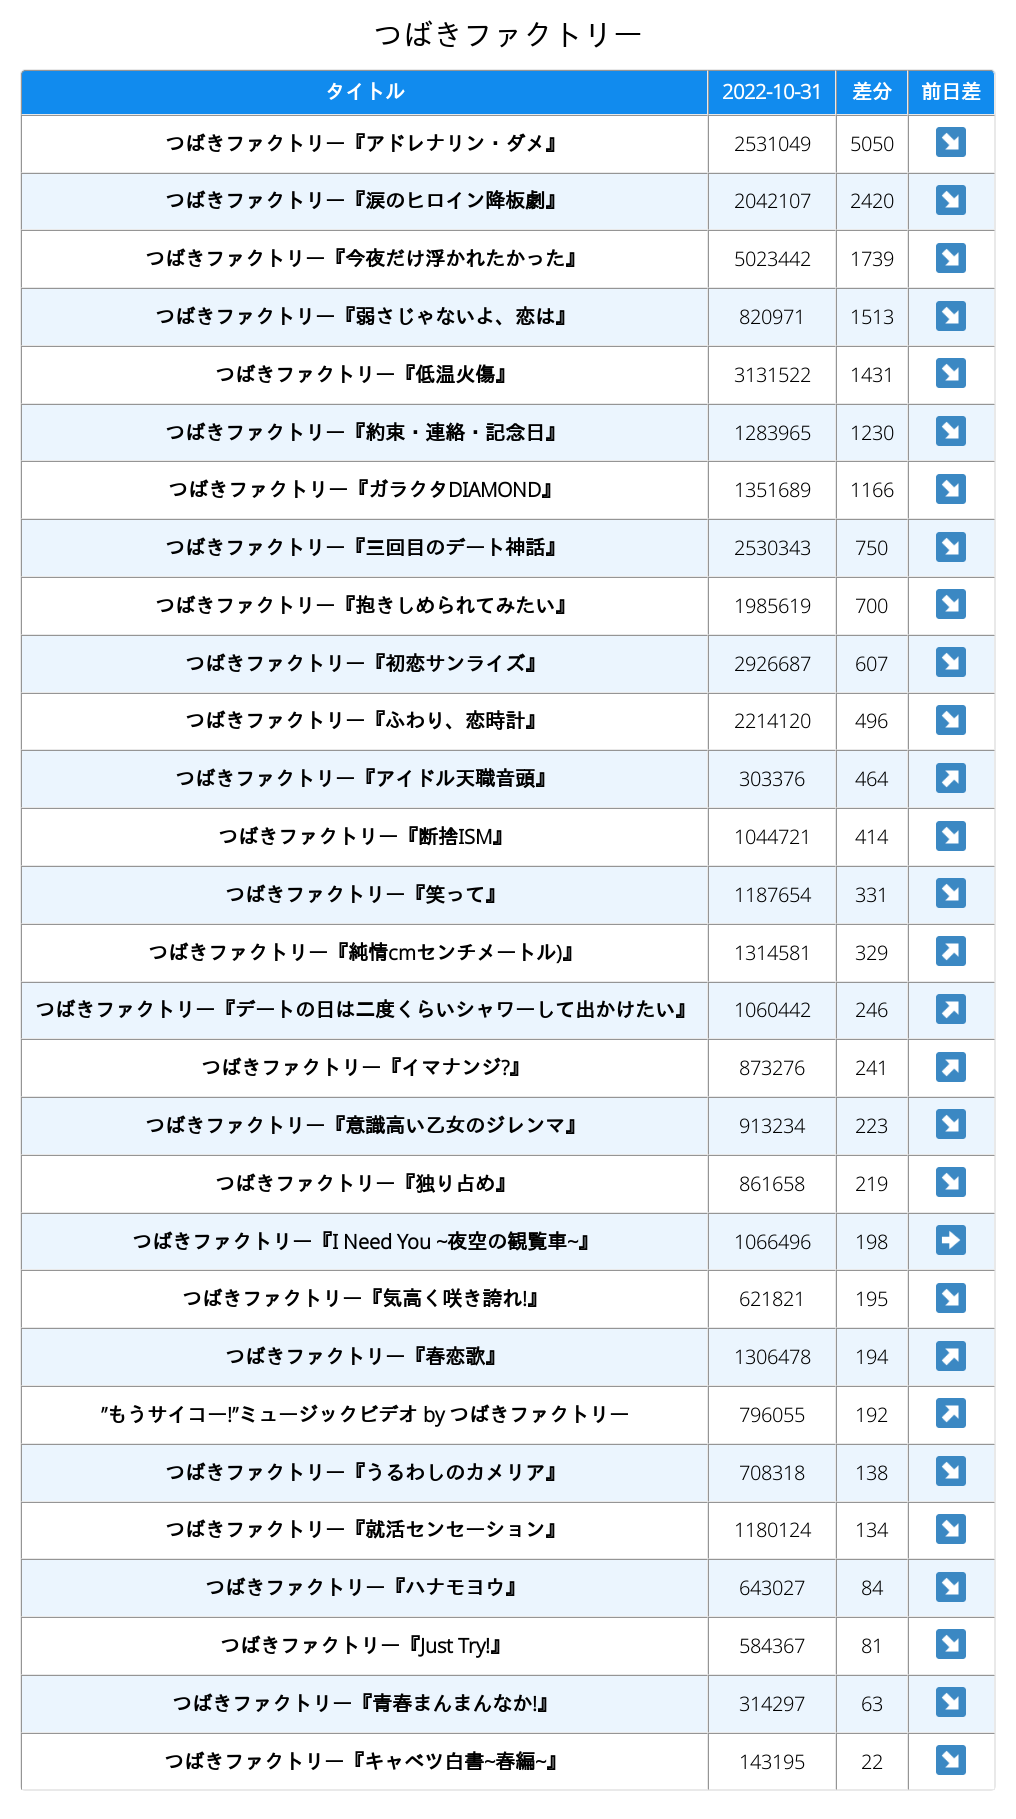 つばきファクトリー
タイトル 2022-10-31 差分 前日差
つばきファクトリー『アドレナリン・ダメ』 2531049 5050 ↘
つばきファクトリー『涙のヒロイン降板劇』 2042107 2420 ↘
つばきファクトリー『今夜だけ浮かれたかった』 5023442 1739 ↘
つばきファクトリー『弱さじゃないよ、恋は』 820971 1513 ↘
つばきファクトリー『低温火傷』 3131522 1431 ↘
つばきファクトリー『約束・連絡・記念日』 1283965 1230 ↘
つばきファクトリー『ガラクタDIAMOND』 1351689 1166 ↘
つばきファクトリー『三回目のデート神話』 2530343 750 ↘
つばきファクトリー『抱きしめられてみたい』 1985619 700 ↘
つばきファクトリー『初恋サンライズ』 2926687 607 ↘
つばきファクトリー『ふわり、恋時計』 2214120 496 ↘
つばきファクトリー『アイドル天職音頭』 303376 464 ↗
つばきファクトリー『断捨ISM』 1044721 414 ↘
つばきファクトリー『笑って』 1187654 331 ↘
つばきファクトリー『純情cmセンチメートル)』 1314581 329 ↗
つばきファクトリー『デートの日は二度くらいシャワーして出かけたい』 1060442 246 ↗
つばきファクトリー『イマナンジ?』 873276 241 ↗
つばきファクトリー『意識高い乙女のジレンマ』 913234 223 ↘
つばきファクトリー『独り占め』 861658 219 ↘
つばきファクトリー『I Need You ~夜空の観覧車~』 1066496 198 ➡
つばきファクトリー『気高く咲き誇れ!』 621821 195 ↘
つばきファクトリー『春恋歌』 1306478 194 ↗
”もうサイコー!”ミュージックビデオ by つばきファクトリー 796055 192 ↗
つばきファクトリー『うるわしのカメリア』 708318 138 ↘
つばきファクトリー『就活センセーション』 1180124 134 ↘
つばきファクトリー『ハナモヨウ』 643027 84 ↘
つばきファクトリー『Just Try!』 584367 81 ↘
つばきファクトリー『青春まんまんなか!』 314297 63 ↘
つばきファクトリー『キャベツ白書~春編~』 143195 22 ↘